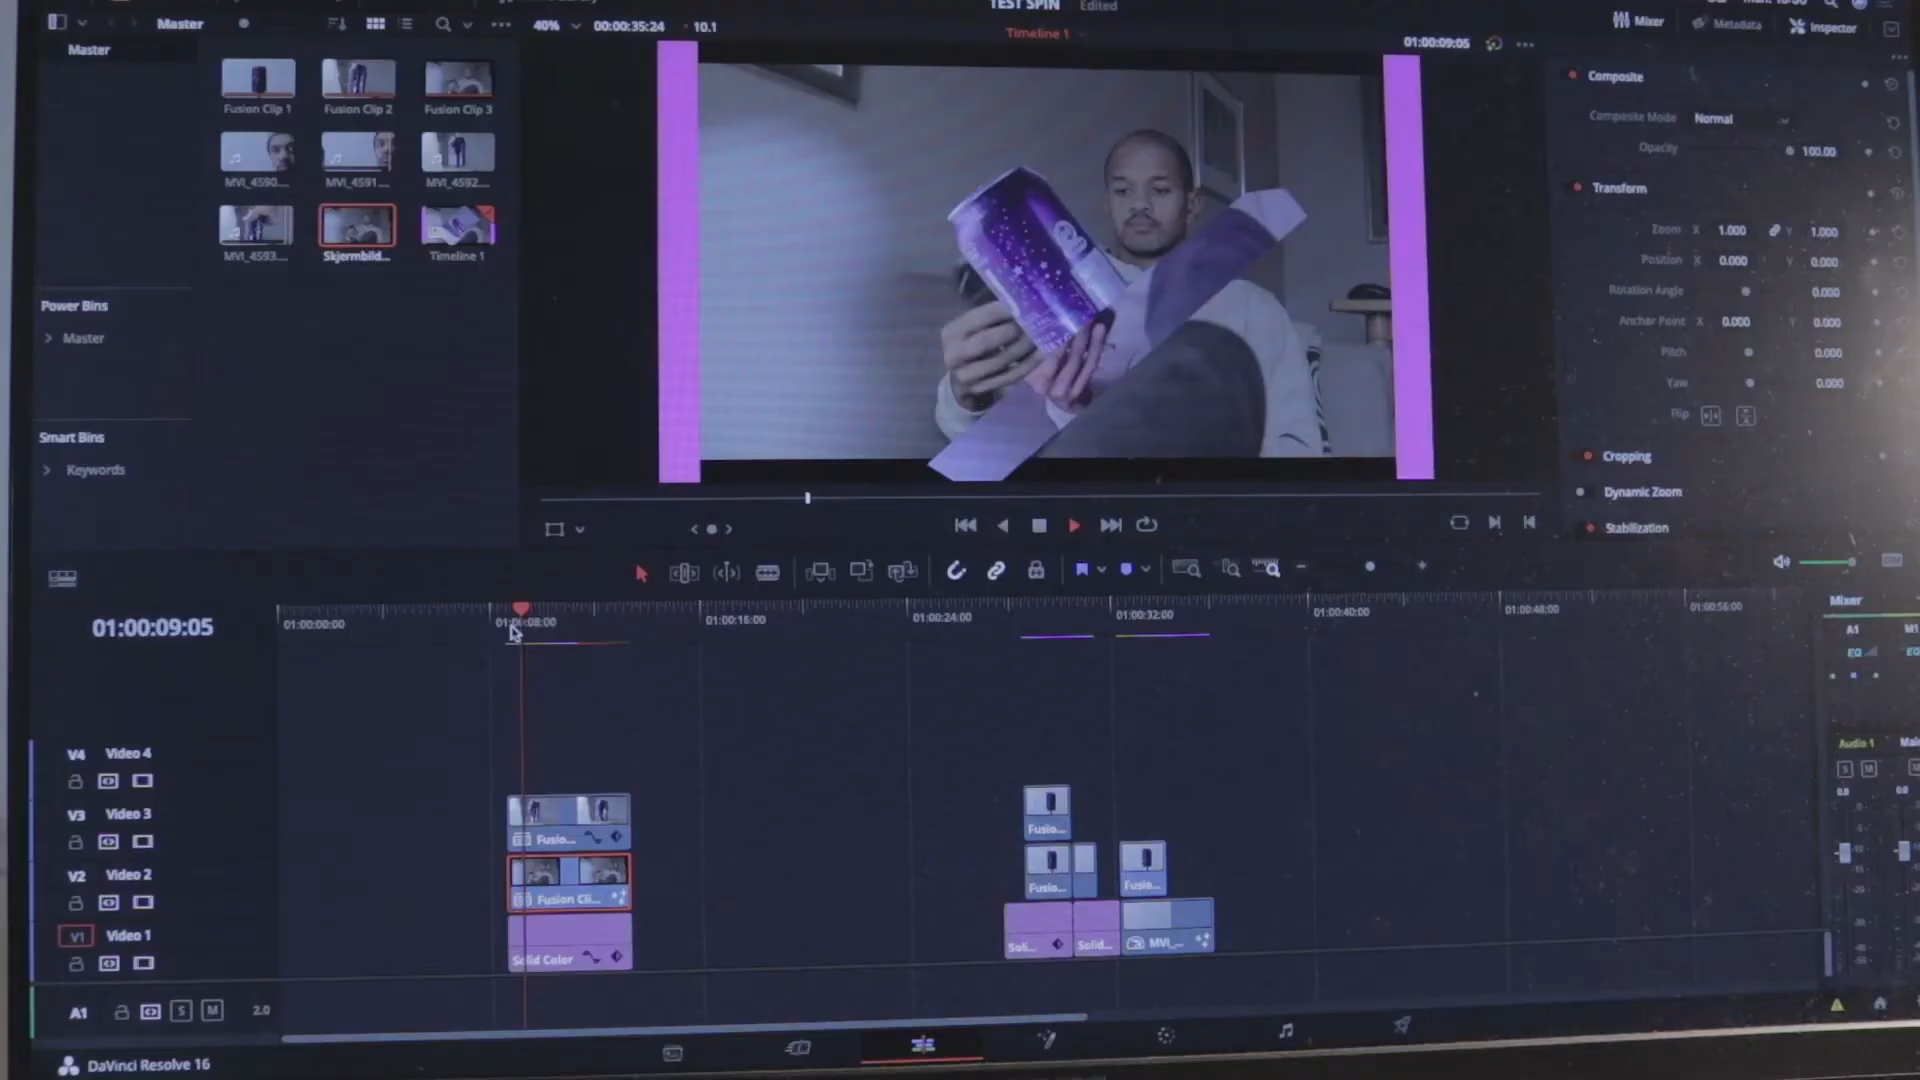 TEST SPIN Edited
Master
40%
00:00:35:24
10.1
Timeline 1
01:00:09:05
Mixer
Metadata
Inspector
Master
Fusion Clip 1
Fusion Clip 2
Fusion Clip 3
MVI_4590....
MVI_4591....
MVI_4592....
MVI_4593....
Skjermbild...
Timeline 1
Power Bins
Master
Smart Bins
Keywords
Composite
Composite Mode Normal
Opacity 100.00
Transform
Zoom X 1.000 Y 1.000
Position X 0.000 Y 0.000
Rotation Angle 0.000
Anchor Point X 0.000 Y 0.000
Pitch 0.000
Yaw 0.000
Flip
Cropping
Dynamic Zoom
Stabilization
01:00:09:05
01:00:00:00
01:00:08:00
01:00:16:00
01:00:24:00
01:00:32:00
01:00:40:00
01:00:48:00
01:00:56:00
Mixer
A1 M1
EQ EQ
V4 Video 4
V3 Video 3
V2 Video 2
V1 Video 1
A1 S M 2.0
Fusio...
Fusion Cli...
Solid Color
Fusio...
Fusio...
Fusio...
Soli...
Solid...
MVI_...
Audio 1
S M
0.0 0.0
DaVinci Resolve 16